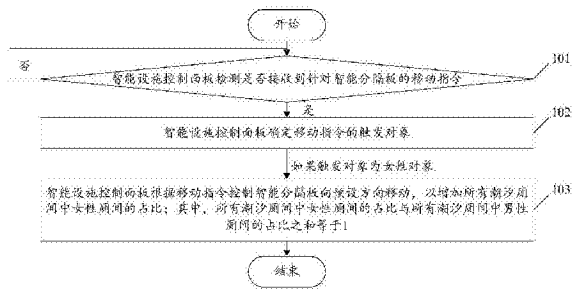 开始
否
智能设施控制面板检测是否接收到针对智能分隔板的移动指令
101
是
102
智能设施控制面板确定移动指令的触发对象
如果触发对象为女性对象
103
智能设施控制面板根据移动指令控制智能分隔板向预设方向移动，以增加所有潮汐厕
间中女性厕间的占比；其中，所有潮汐厕间中女性厕间的占比与所有潮汐厕间中男性
厕间的占比之和等于1
结束